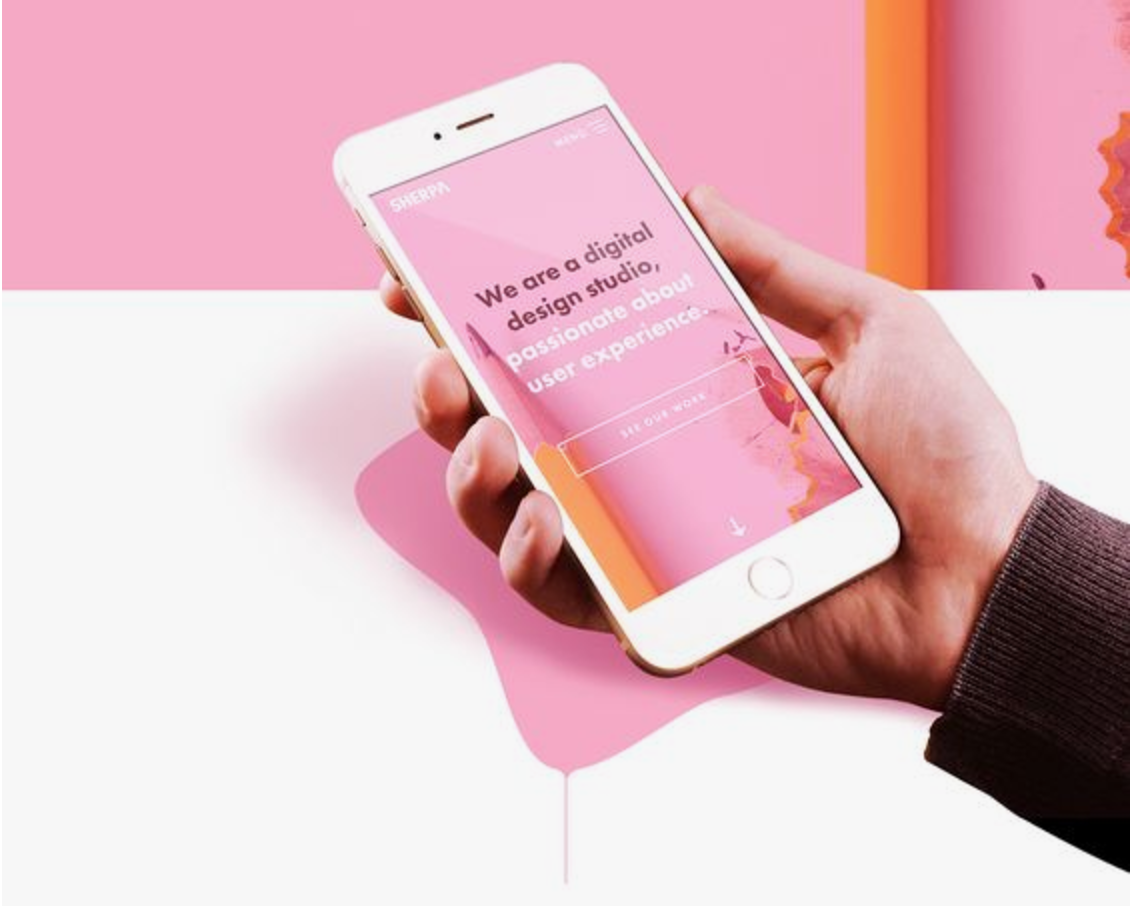 MENU
SHERPA
We are a digital
design studio,
passionate about
user experience.
SEE OUR WORK